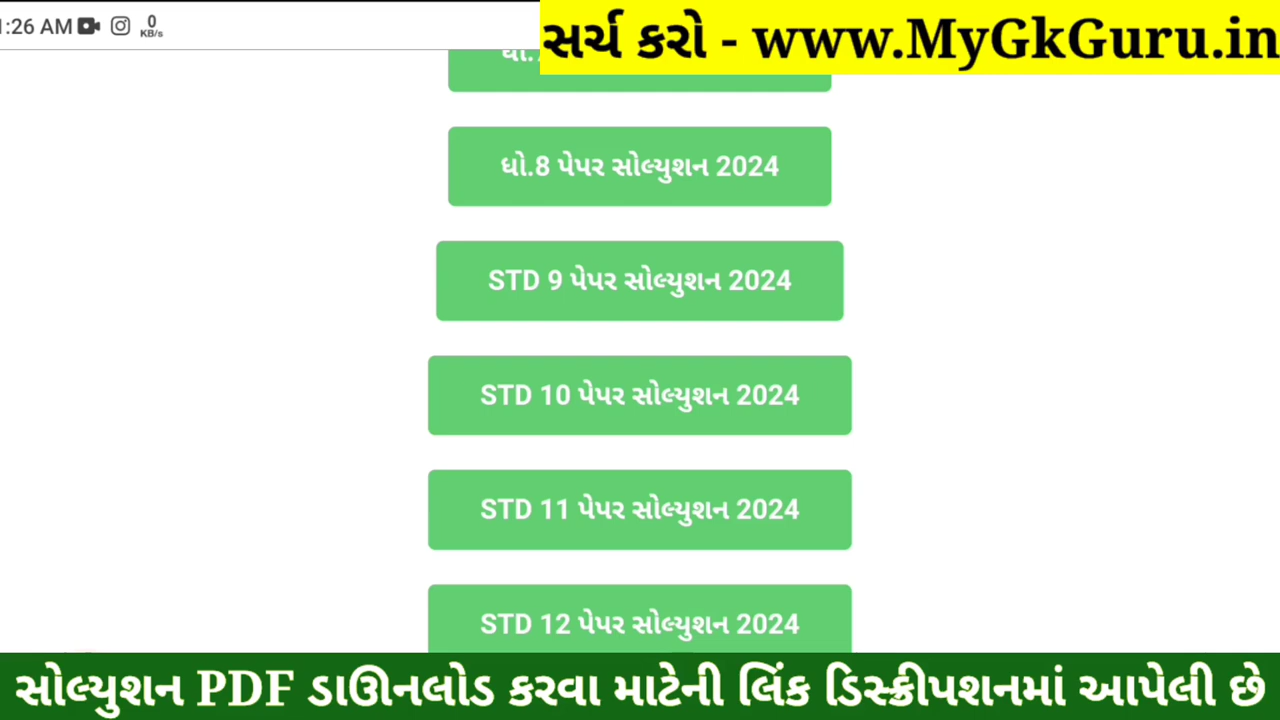 1:26 AM 0 KB/s
સર્ચ કરો - www.MyGkGuru.in
ધો.8 પેપર સોલ્યુશન 2024
STD 9 પેપર સોલ્યુશન 2024
STD 10 પેપર સોલ્યુશન 2024
STD 11 પેપર સોલ્યુશન 2024
STD 12 પેપર સોલ્યુશન 2024
સોલ્યુશન PDF ડાઊનલોડ કરવા માટેની લિંક ડિસ્ક્રીપશનમાં આપેલી છે